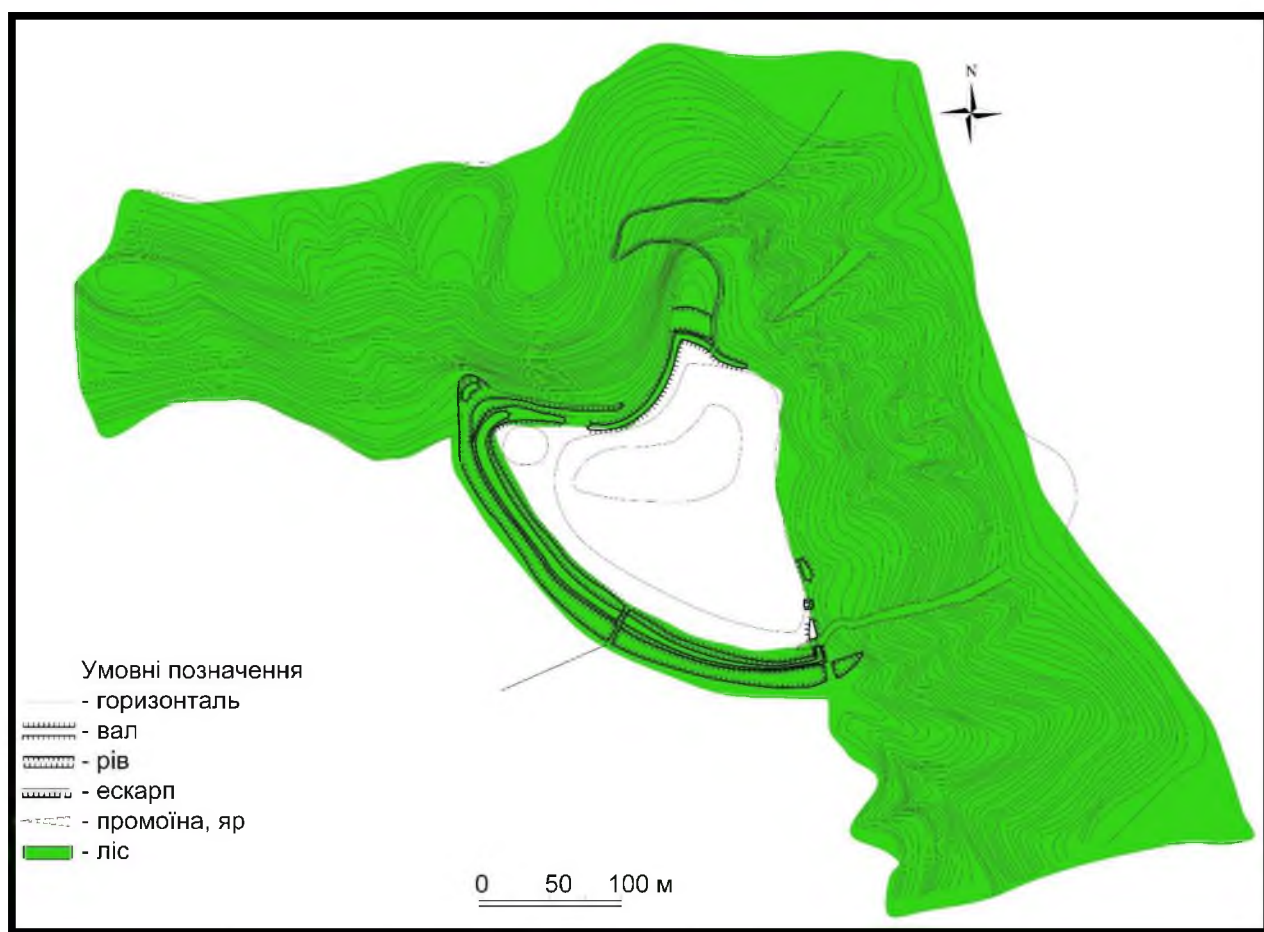 N
Умовні позначення
- горизонталь
- вал
- рів
- ескарп
- промоїна, яр
- ліс
0 50 100 м